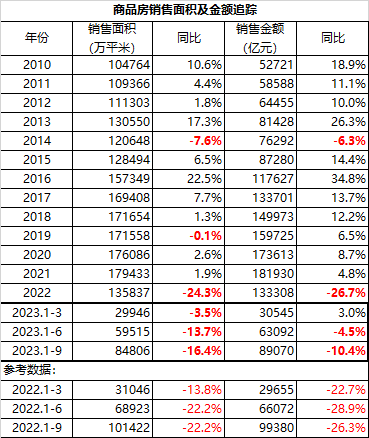 商品房销售面积及金额追踪
年份 销售面积(万平米) 同比 销售金额(亿元) 同比
2010 104764 10.6% 52721 18.9%
2011 109366 4.4% 58588 11.1%
2012 111303 1.8% 64455 10.0%
2013 130550 17.3% 81428 26.3%
2014 120648 -7.6% 76292 -6.3%
2015 128494 6.5% 87280 14.4%
2016 157349 22.5% 117627 34.8%
2017 169408 7.7% 133701 13.7%
2018 171654 1.3% 149973 12.2%
2019 171558 -0.1% 159725 6.5%
2020 176086 2.6% 173613 8.7%
2021 179433 1.9% 181930 4.8%
2022 135837 -24.3% 133308 -26.7%
2023.1-3 29946 -3.5% 30545 3.0%
2023.1-6 59515 -13.7% 63092 -4.5%
2023.1-9 84806 -16.4% 89070 -10.4%
参考数据：
2022.1-3 31046 -13.8% 29655 -22.7%
2022.1-6 68923 -22.2% 66072 -28.9%
2022.1-9 101422 -22.2% 99380 -26.3%